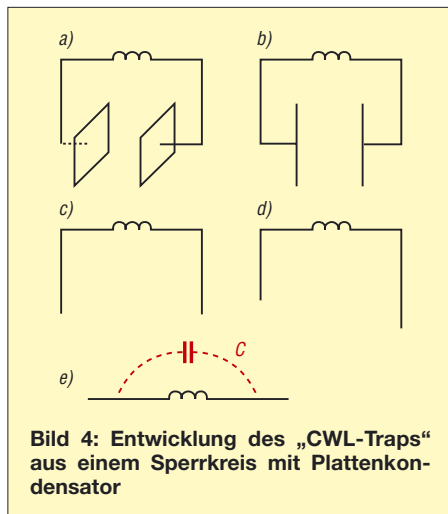 a)
b)
c)
d)
C
e)
Bild 4: Entwicklung des „CWL-Traps“
aus einem Sperrkreis mit Plattenkon-
densator